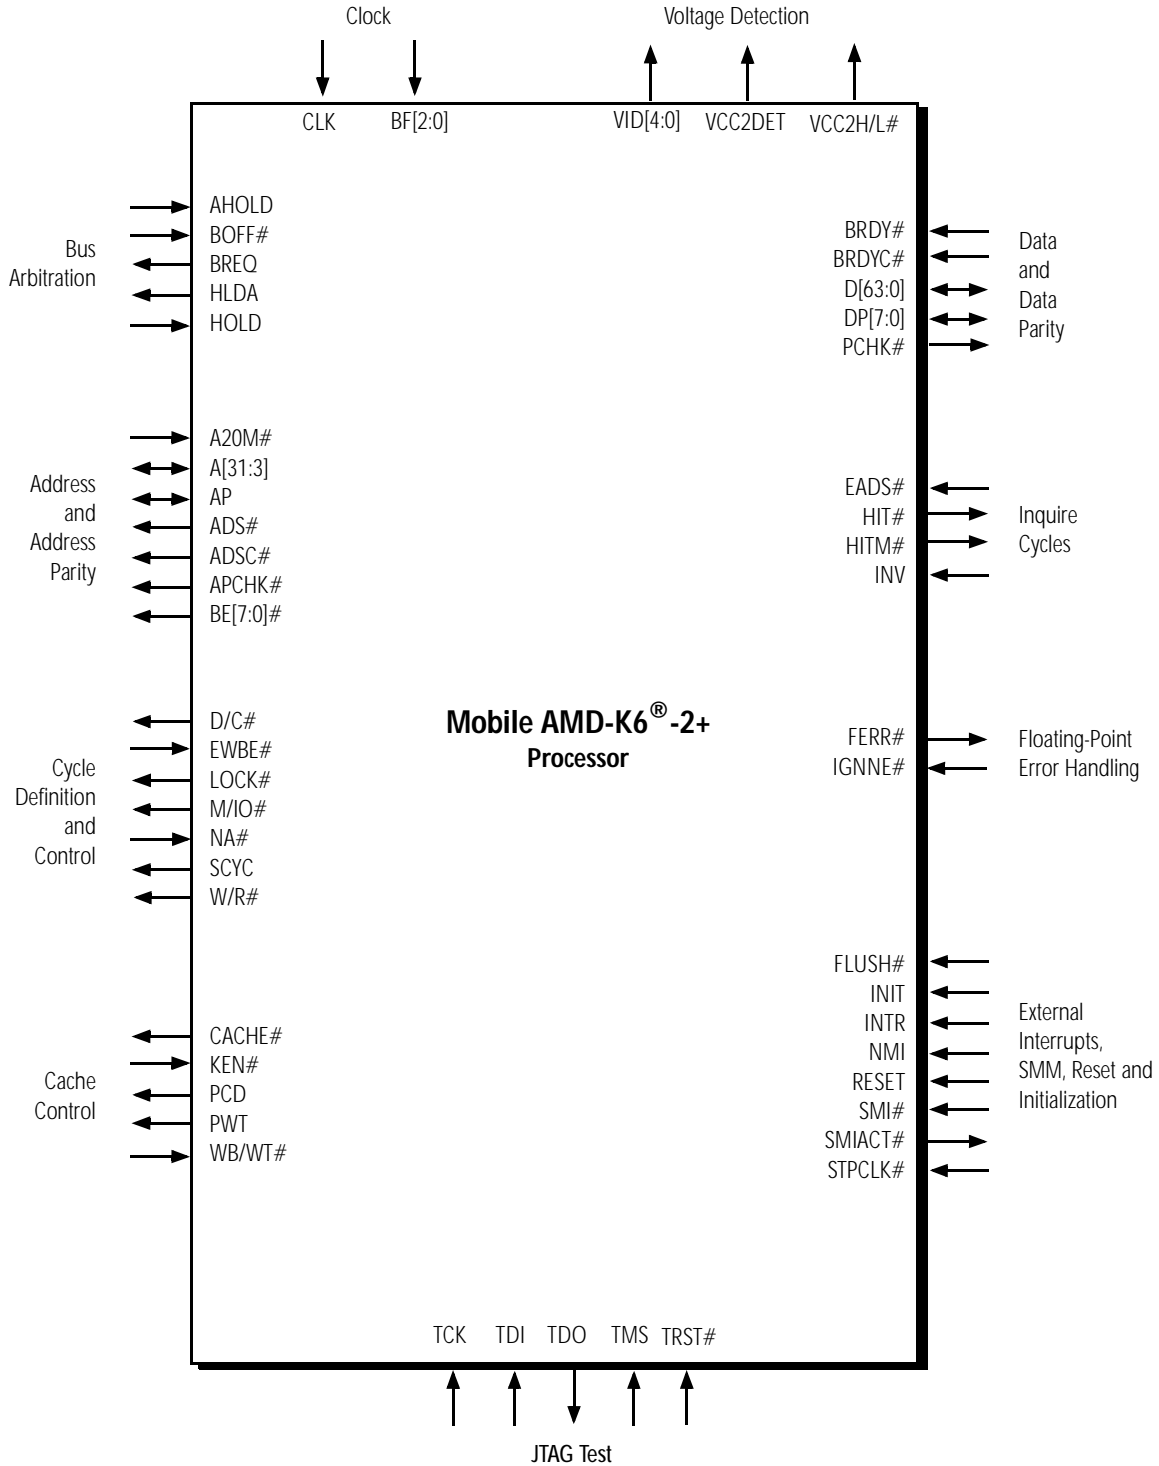 Clock
Voltage Detection
CLK
BF[2:0]
VID[4:0]
VCC2DET
VCC2H/L#
Bus
Arbitration
AHOLD
BOFF#
BREQ
HLDA
HOLD
BRDY#
BRDYC#
D[63:0]
DP[7:0]
PCHK#
Data
and
Data
Parity
Address
and
Address
Parity
A20M#
A[31:3]
AP
ADS#
ADSC#
APCHK#
BE[7:0]#
EADS#
HIT#
HITM#
INV
Inquire
Cycles
Cycle
Definition
and
Control
D/C#
EWBE#
LOCK#
M/IO#
NA#
SCYC
W/R#
Mobile AMD-K6®-2+
Processor
FERR#
IGNNE#
Floating-Point
Error Handling
Cache
Control
CACHE#
KEN#
PCD
PWT
WB/WT#
FLUSH#
INIT
INTR
NMI
RESET
SMI#
SMIACT#
STPCLK#
External
Interrupts,
SMM, Reset and
Initialization
TCK
TDI
TDO
TMS
TRST#
JTAG Test